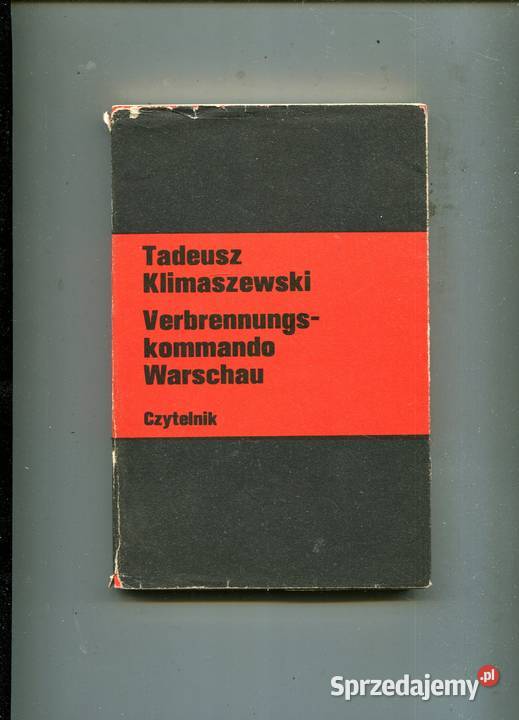 Tadeusz
Klimaszewski
Verbrennungs-
kommando
Warschau
Czytelnik
Sprzedajemy.pl